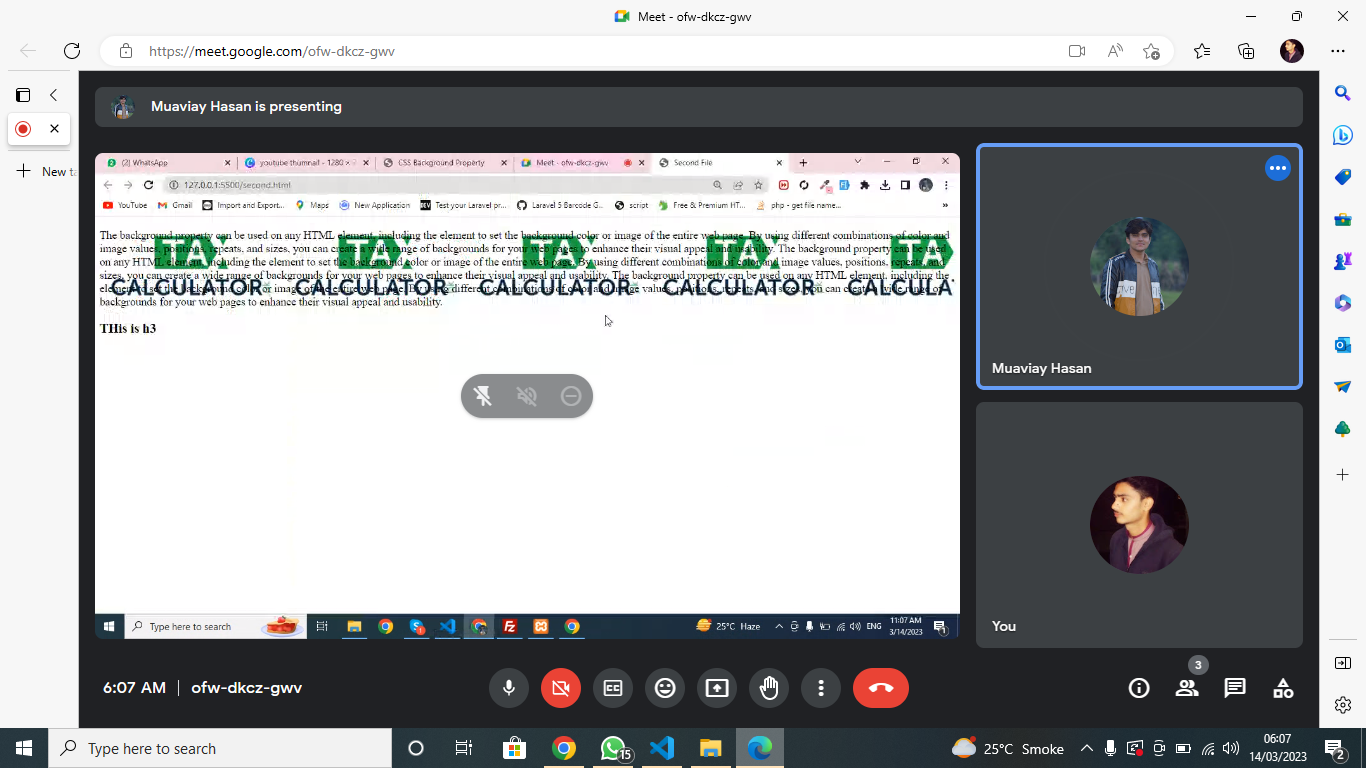 Meet - ofw-dkcz-gwv
https://meet.google.com/ofw-dkcz-gwv
New ta
Muaviay Hasan is presenting
(2) WhatsApp
youtube thumnail - 1280 ×
CSS Background Property
Meet - ofw-dkcz-gwv
Second File
127.0.0.1:5500/second.html
YouTube
Gmail
Import and Export...
Maps
New Application
Test your Laravel pr...
Laravel 5 Barcode G...
script
Free & Premium HT...
php - get file name...
»
The background property can be used on any HTML element, including the element to set the background color or image of the entire web page. By using different combinations of color and
image values, positions, repeats, and sizes, you can create a wide range of backgrounds for your web pages to enhance their visual appeal and usability. The background property can be used
on any HTML element, including the element to set the background color or image of the entire web page. By using different combinations of color and image values, positions, repeats, and
sizes, you can create a wide range of backgrounds for your web pages to enhance their visual appeal and usability. The background property can be used on any HTML element, including the
element to set the background color or image of the entire web page. By using different combinations of color and image values, positions, repeats, and sizes, you can create a wide range of
backgrounds for your web pages to enhance their visual appeal and usability.
TAX TAX TAX TAX TA
CALCULATOR CALCULATOR CALCULATOR CALCULATOR CALCULA
THis is h3
Type here to search
25°C Haze
ENG
11:07 AM
3/14/2023
1
Muaviay Hasan
You
6:07 AM | ofw-dkcz-gwv
3
Type here to search
15
25°C Smoke
06:07
14/03/2023
2